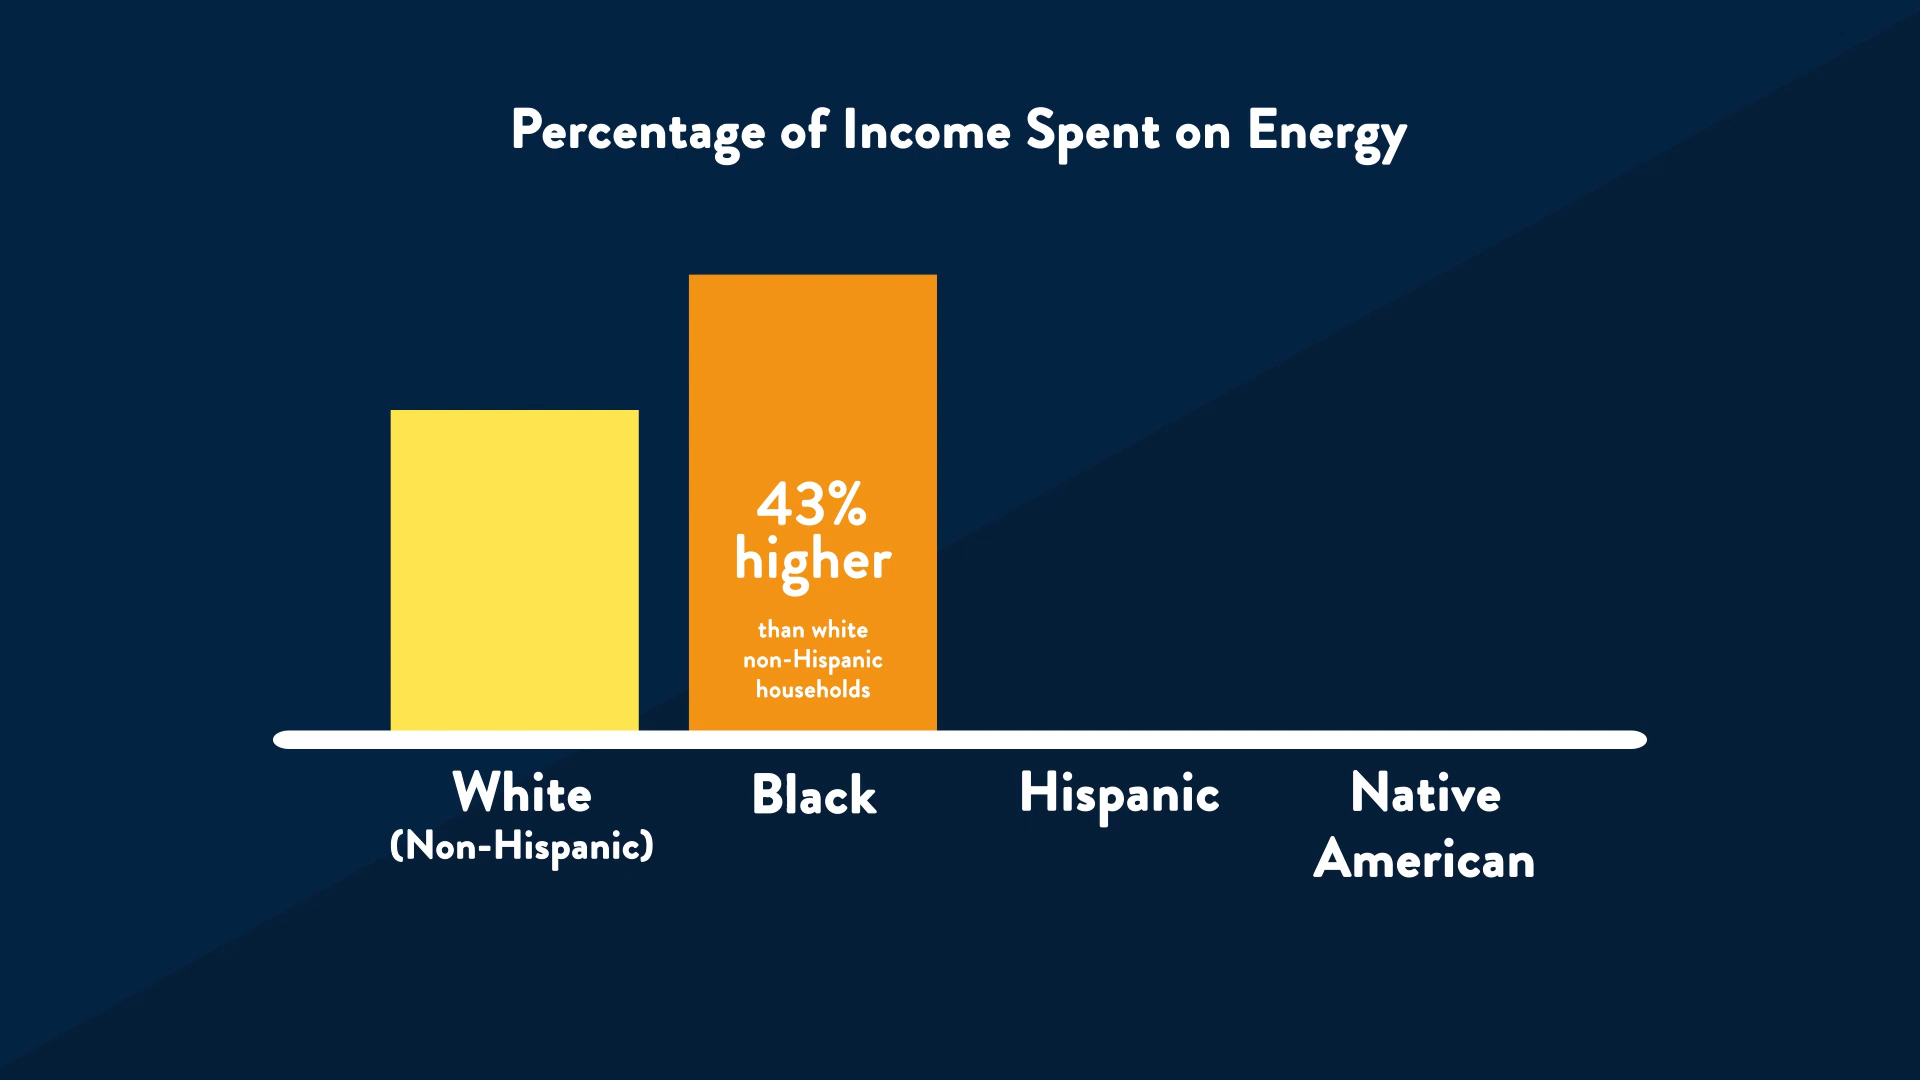 Percentage of Income Spent on Energy
43%
higher
than white
non-Hispanic
households
White
(Non-Hispanic)
Black
Hispanic
Native
American